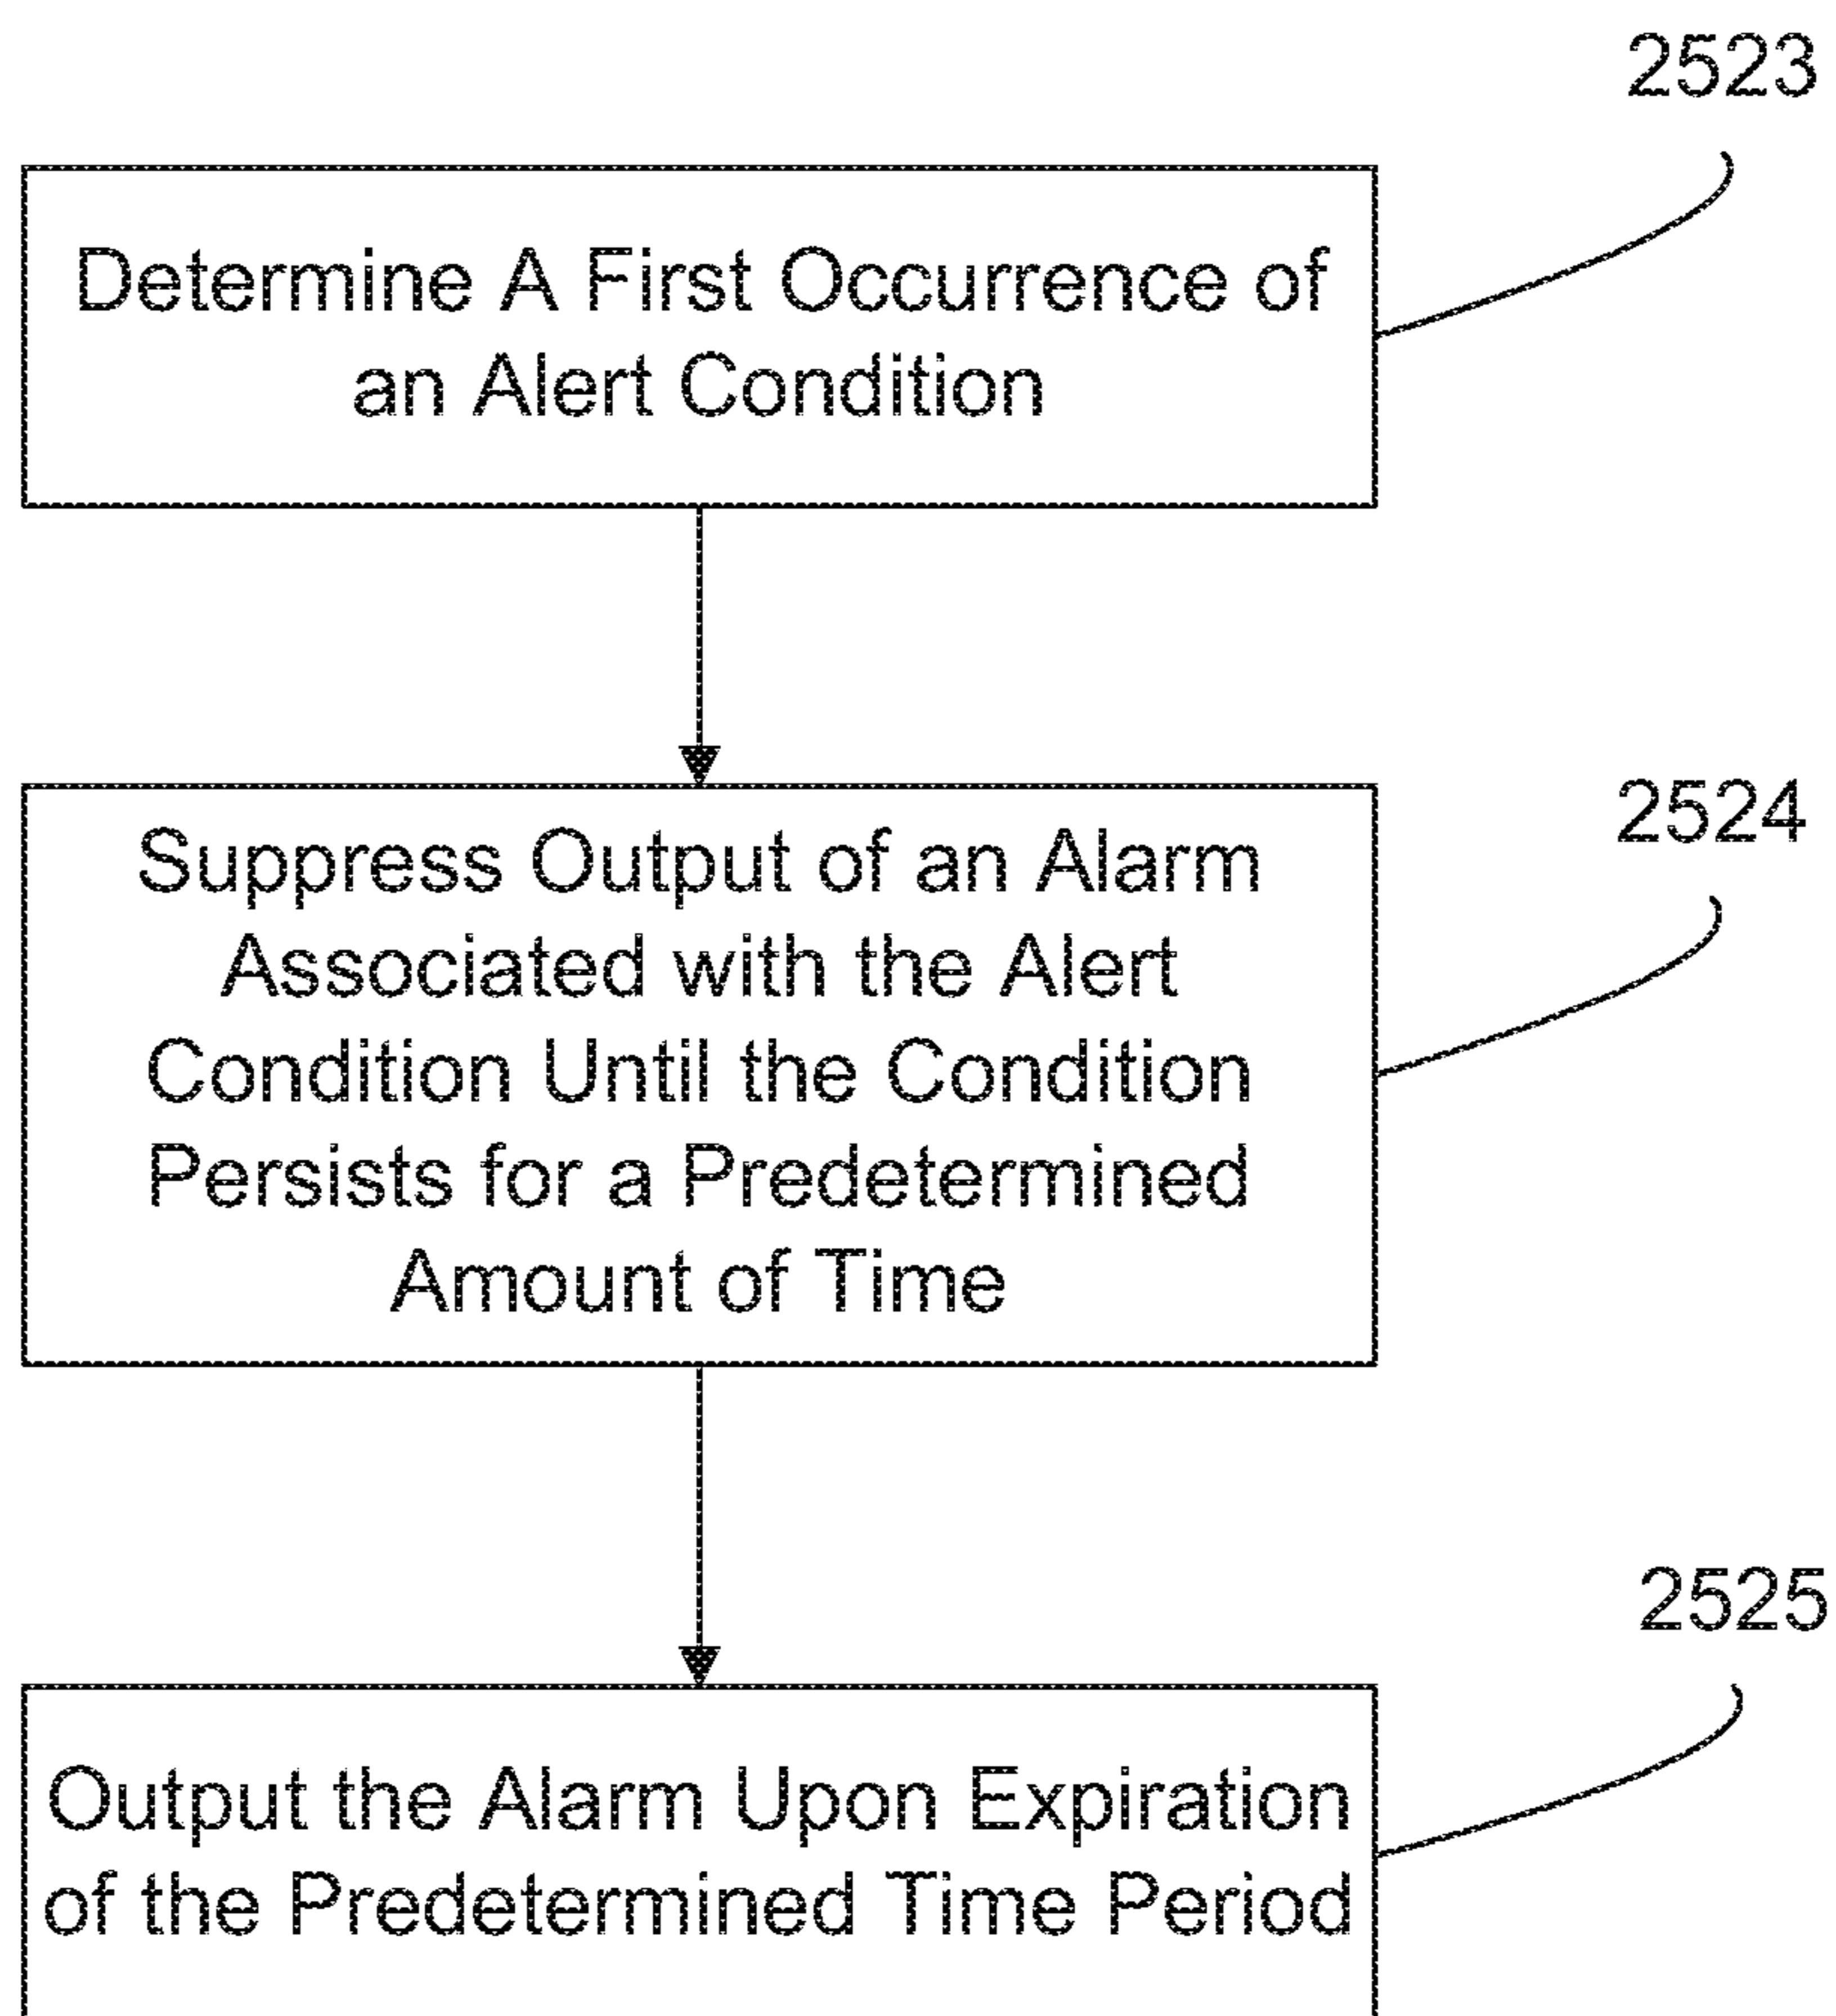 2523
Determine A First Occurrence of
an Alert Condition
2524
Suppress Output of an Alarm
Associated with the Alert
Condition Until the Condition
Persists for a Predetermined
Amount of Time
2525
Output the Alarm Upon Expiration
of the Predetermined Time Period